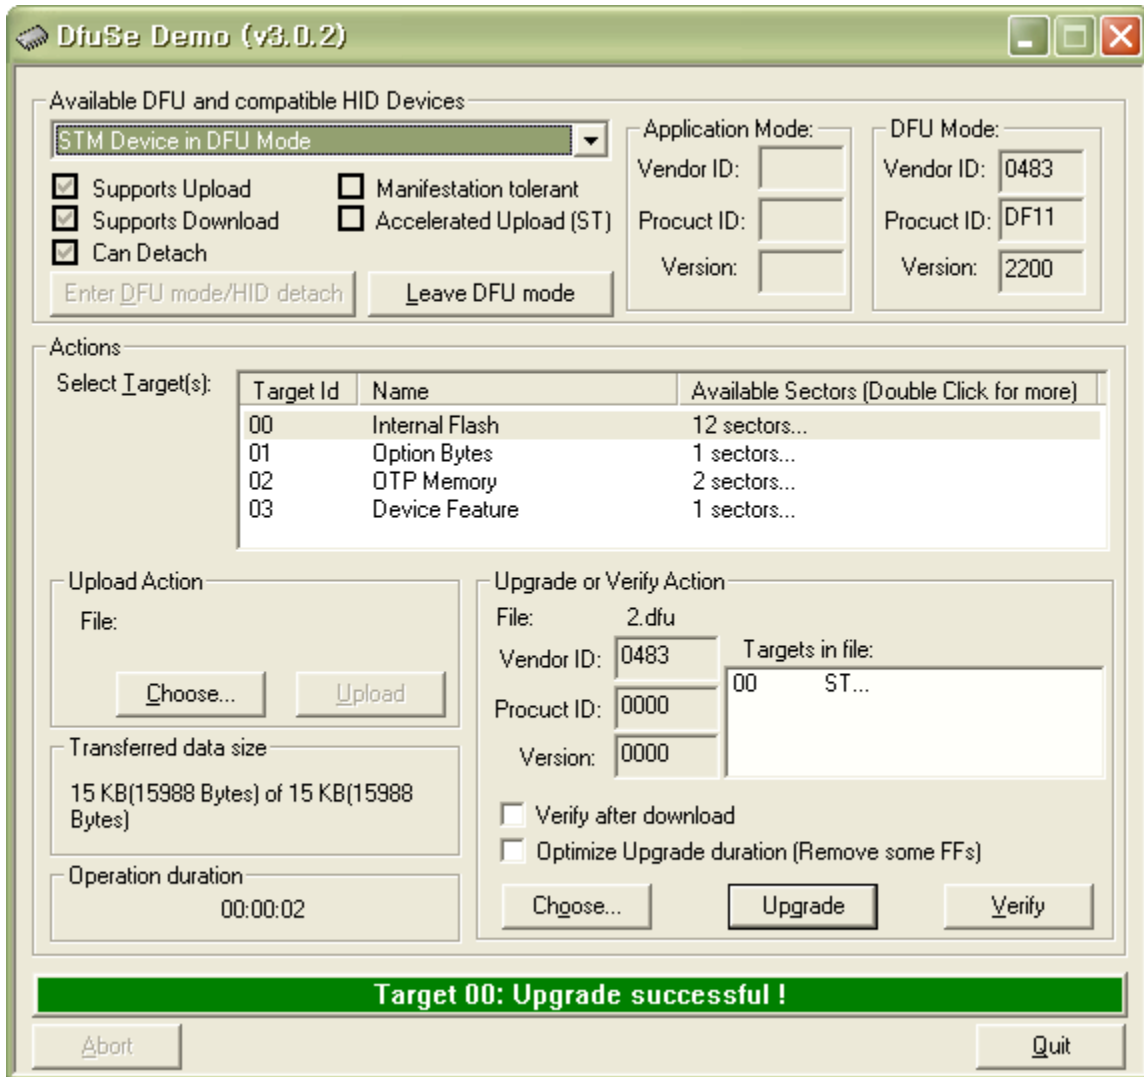 DfuSe Demo (v3.0.2)
Available DFU and compatible HID Devices
STM Device in DFU Mode
Supports Upload
Manifestation tolerant
Supports Download
Accelerated Upload (ST)
Can Detach
Enter DFU mode/HID detach
Leave DFU mode
Application Mode:
Vendor ID:
Procuct ID:
Version:
DFU Mode:
Vendor ID: 0483
Procuct ID: DF11
Version: 2200
Actions
Select Target(s):
Target Id Name Available Sectors (Double Click for more)
00 Internal Flash 12 sectors...
01 Option Bytes 1 sectors...
02 OTP Memory 2 sectors...
03 Device Feature 1 sectors...
Upload Action
File:
Choose...
Upload
Transferred data size
15 KB(15988 Bytes) of 15 KB(15988
Bytes)
Operation duration
00:00:02
Upgrade or Verify Action
File: 2.dfu
Vendor ID: 0483
Procuct ID: 0000
Version: 0000
Targets in file:
00 ST...
Verify after download
Optimize Upgrade duration (Remove some FFs)
Choose...
Upgrade
Verify
Target 00: Upgrade successful !
Abort
Quit